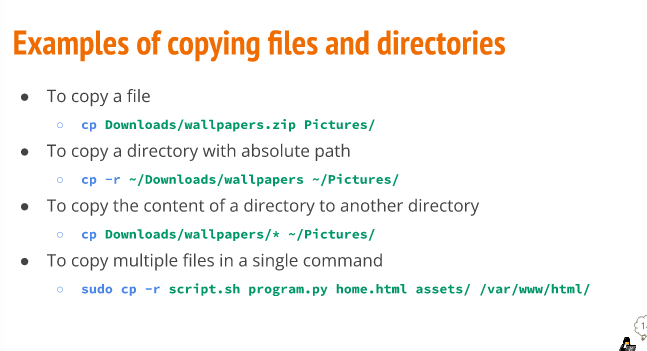 Examples of copying files and directories
● To copy a file
○ cp Downloads/wallpapers.zip Pictures/
● To copy a directory with absolute path
○ cp -r ~/Downloads/wallpapers ~/Pictures/
● To copy the content of a directory to another directory
○ cp Downloads/wallpapers/* ~/Pictures/
● To copy multiple files in a single command
○ sudo cp -r script.sh program.py home.html assets/ /var/www/html/